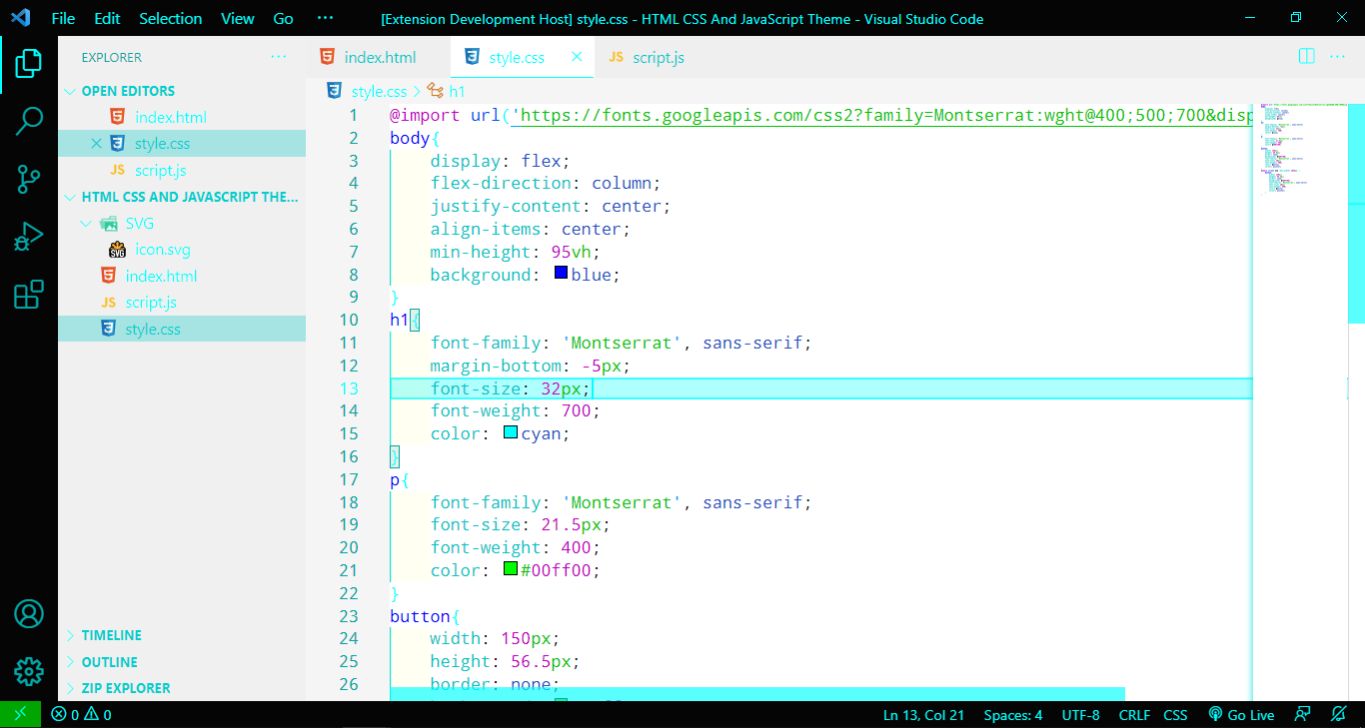 File Edit Selection View Go ··· [Extension Development Host] style.css - HTML CSS And JavaScript Theme - Visual Studio Code
EXPLORER ···
OPEN EDITORS
index.html
style.css
JS script.js
HTML CSS AND JAVASCRIPT THE...
SVG
SVG icon.svg
index.html
JS script.js
style.css
TIMELINE
OUTLINE
ZIP EXPLORER
index.html style.css JS script.js
style.css > h1
1 @import url('https://fonts.googleapis.com/css2?family=Montserrat:wght@400;500;700&disp
2 body{
3 display: flex;
4 flex-direction: column;
5 justify-content: center;
6 align-items: center;
7 min-height: 95vh;
8 background: blue;
9 }
10 h1{
11 font-family: 'Montserrat', sans-serif;
12 margin-bottom: -5px;
13 font-size: 32px;
14 font-weight: 700;
15 color: cyan;
16 }
17 p{
18 font-family: 'Montserrat', sans-serif;
19 font-size: 21.5px;
20 font-weight: 400;
21 color: #00ff00;
22 }
23 button{
24 width: 150px;
25 height: 56.5px;
26 border: none;
0 0 Ln 13, Col 21 Spaces: 4 UTF-8 CRLF CSS Go Live